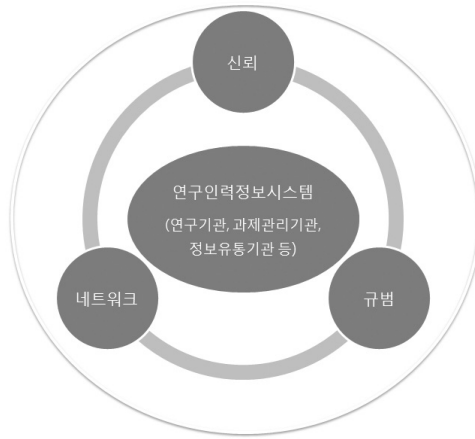 신뢰
연구인력정보시스템
(연구기관, 과제관리기관,
정보유통기관 등)
네트워크
규범